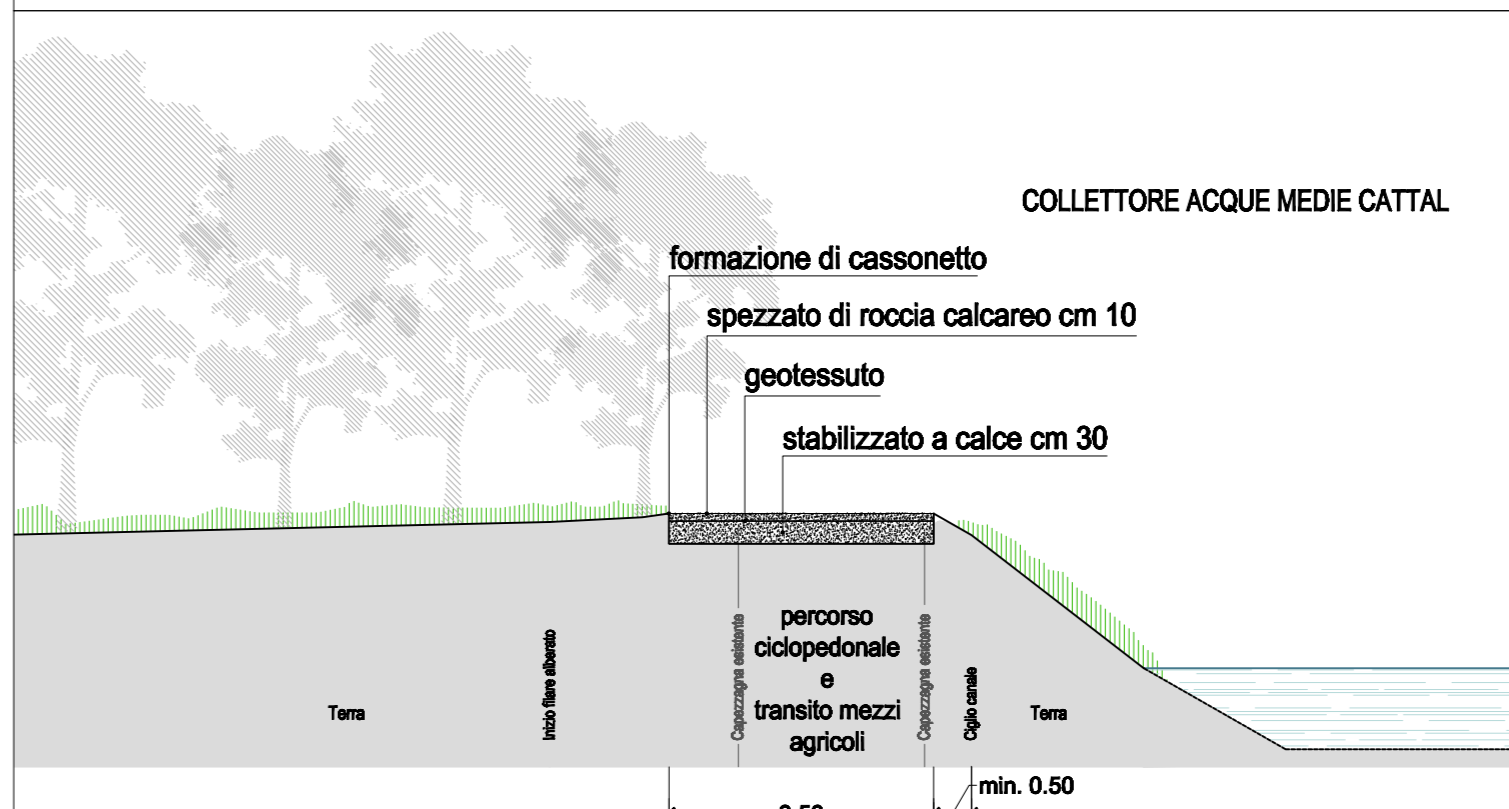 COLLETTORE ACQUE MEDIE CATTAL
formazione di cassonetto
spezzato di roccia calcareo cm 10
geotessuto
stabilizzato a calce cm 30
Terra
Inizio filare alberato
Capezzagna esistente
percorso
ciclopedonale
e
transito mezzi
agricoli
Capezzagna esistente
Ciglio canale
Terra
min. 0.50